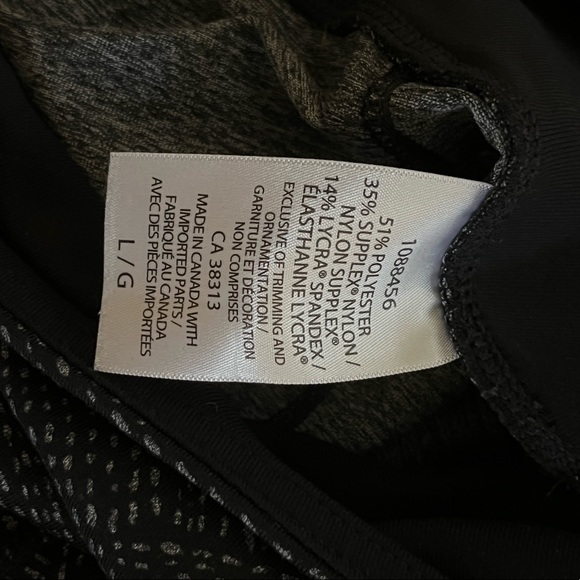 1088456
51% POLYESTER
35% SUPPLEX® NYLON /
NYLON SUPPLEX®
14% LYCRA® SPANDEX /
ÉLASTHANNE LYCRA®
EXCLUSIVE OF TRIMMING AND
ORNAMENTATION /
GARNITURE ET DÉCORATION
NON COMPRISES
CA 38313
MADE IN CANADA WITH
IMPORTED PARTS /
FABRIQUÉ AU CANADA
AVEC DES PIÈCES IMPORTÉES
L / G